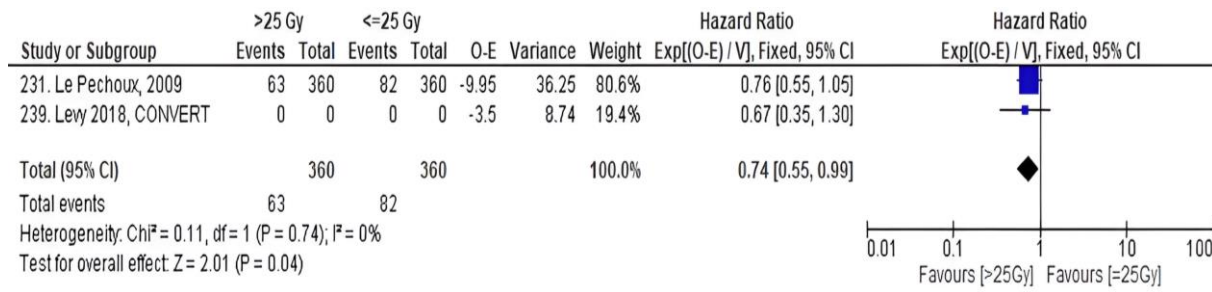 >25 Gy <=25 Gy Hazard Ratio Hazard Ratio
Study or Subgroup Events Total Events Total O-E Variance Weight Exp[(O-E) / V], Fixed, 95% CI Exp[(O-E) / V], Fixed, 95% CI
231. Le Pechoux, 2009 63 360 82 360 -9.95 36.25 80.6% 0.76 [0.55, 1.05]
239. Levy 2018, CONVERT 0 0 0 0 -3.5 8.74 19.4% 0.67 [0.35, 1.30]
Total (95% CI) 360 360 100.0% 0.74 [0.55, 0.99]
Total events 63 82
Heterogeneity: Chi² = 0.11, df = 1 (P = 0.74); I² = 0%
Test for overall effect: Z = 2.01 (P = 0.04)
0.01 0.1 1 10 100
Favours [>25Gy] Favours [=25Gy]